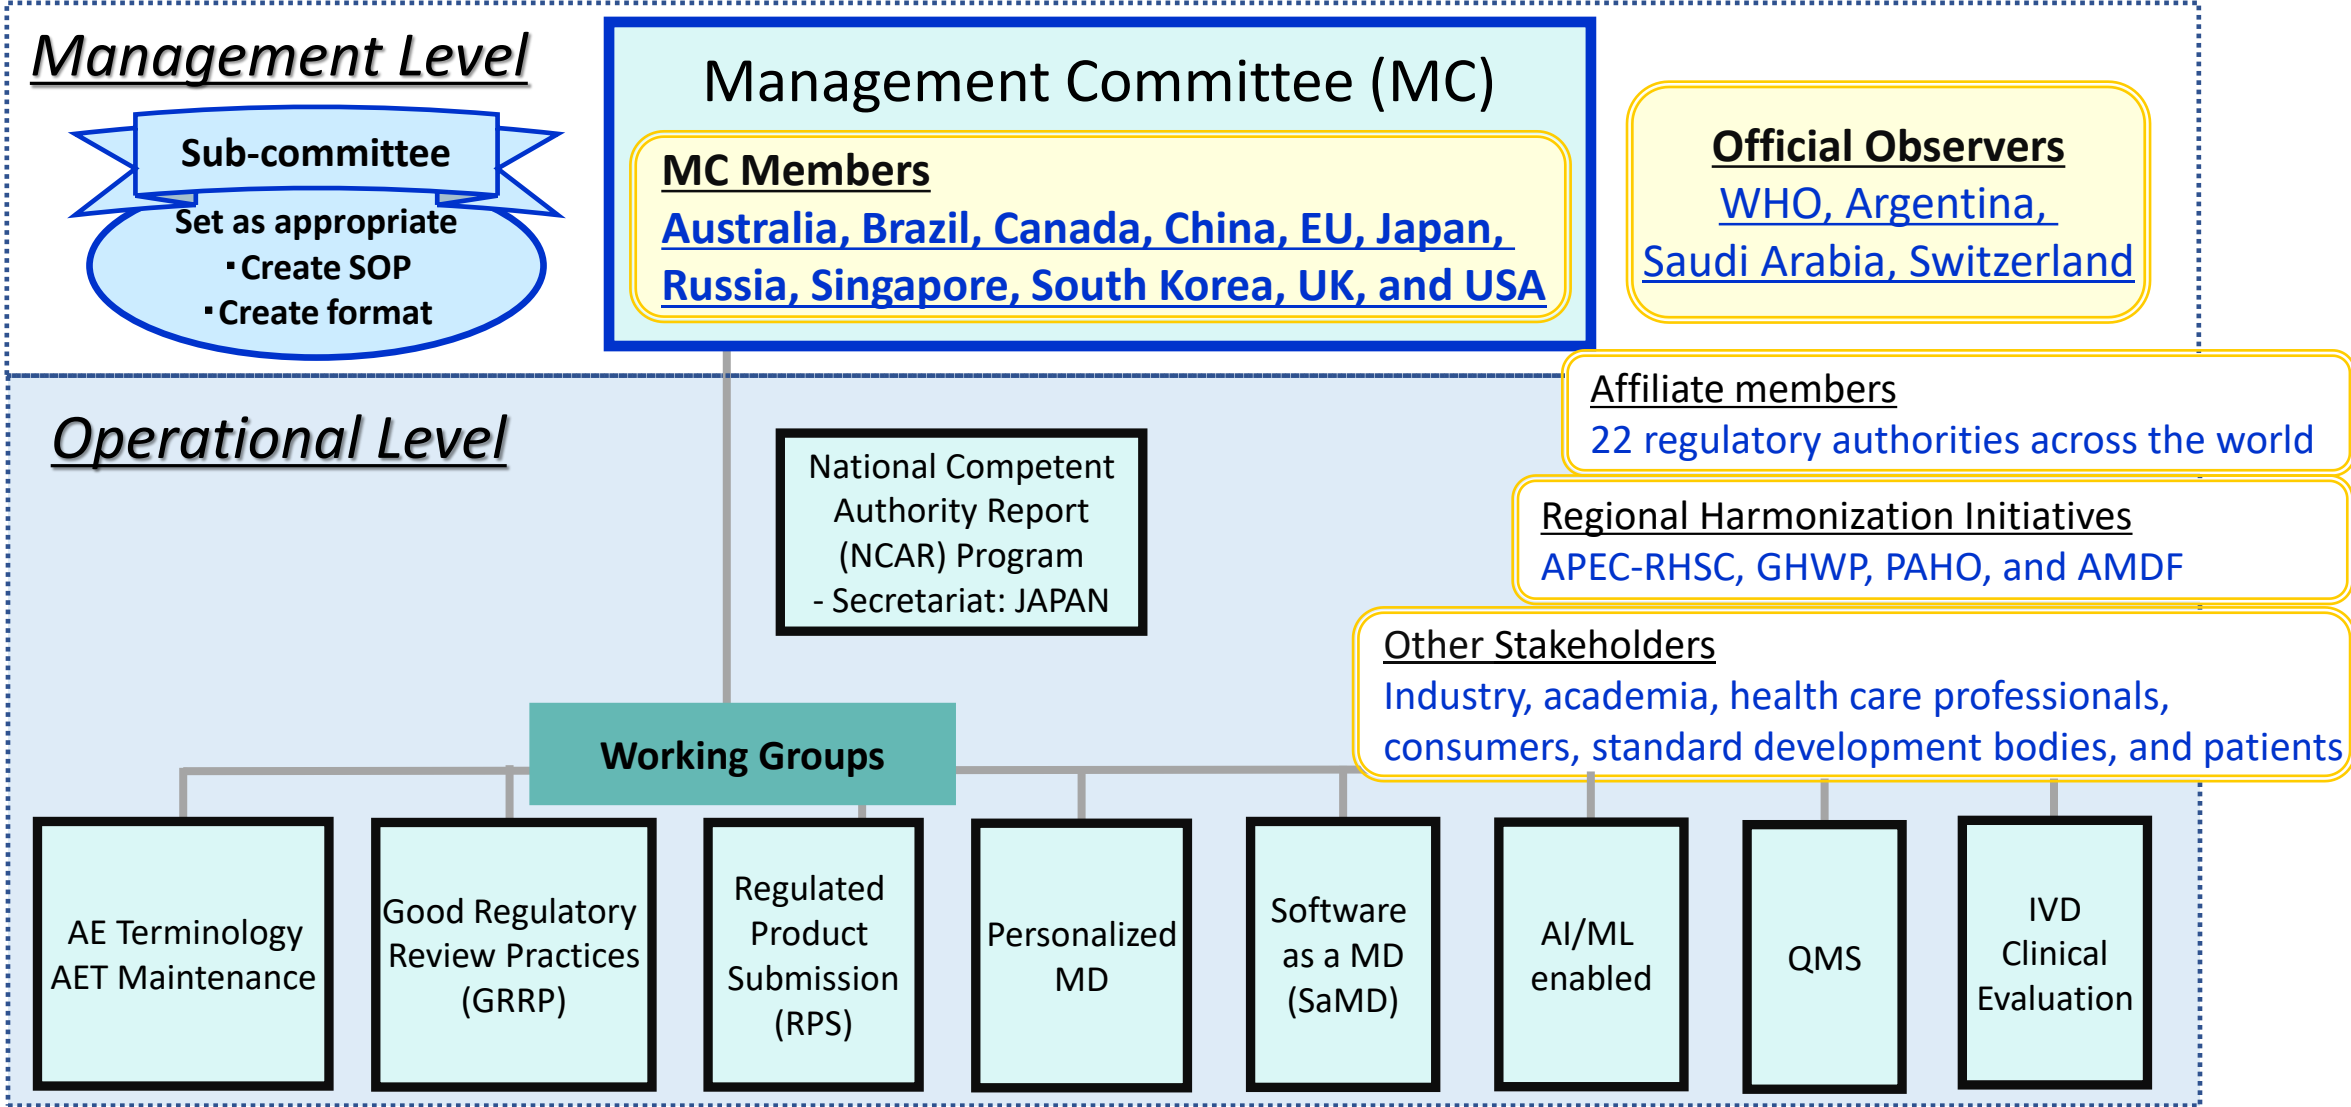 Management Level
Sub-committee
Set as appropriate
・Create SOP
・Create format
Management Committee (MC)
MC Members
Australia, Brazil, Canada, China, EU, Japan,
Russia, Singapore, South Korea, UK, and USA
Official Observers
WHO, Argentina,
Saudi Arabia, Switzerland
Affiliate members
22 regulatory authorities across the world
Regional Harmonization Initiatives
APEC-RHSC, GHWP, PAHO, and AMDF
Other Stakeholders
Industry, academia, health care professionals,
consumers, standard development bodies, and patients
Operational Level
National Competent
Authority Report
(NCAR) Program
- Secretariat: JAPAN
Working Groups
AE Terminology
AET Maintenance
Good Regulatory
Review Practices
(GRRP)
Regulated
Product
Submission
(RPS)
Personalized
MD
Software
as a MD
(SaMD)
AI/ML
enabled
QMS
IVD
Clinical
Evaluation